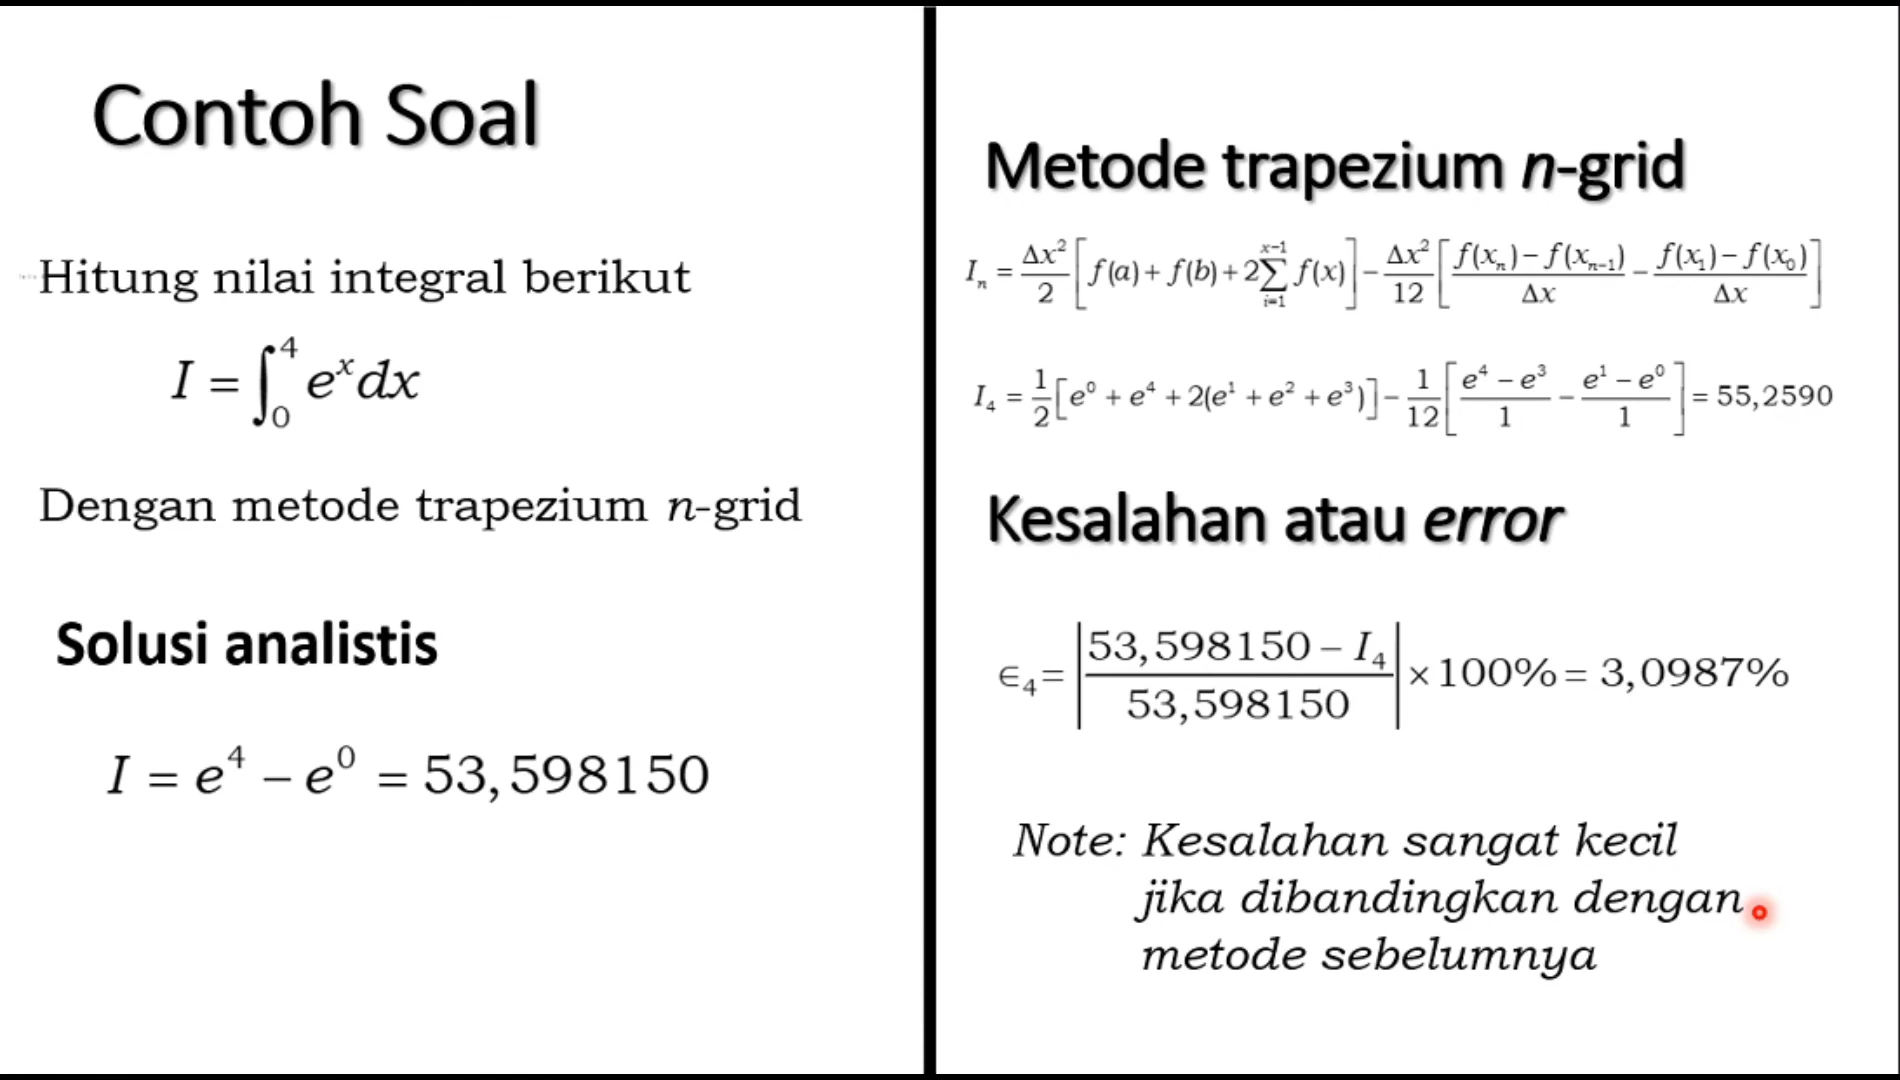 Contoh Soal
Hitung nilai integral berikut
I = ∫₀⁴ eˣdx
Dengan metode trapezium n-grid
Solusi analistis
I = e⁴ − e⁰ = 53,598150
Metode trapezium n-grid
Iₙ = Δx²/2 [f(a) + f(b) + 2∑_{i=1}^{x−1} f(x)] − Δx²/12 [(f(xₙ) − f(xₙ₋₁))/Δx − (f(x₁) − f(x₀))/Δx]
I₄ = 1/2 [e⁰ + e⁴ + 2(e¹ + e² + e³)] − 1/12 [(e⁴ − e³)/1 − (e¹ − e⁰)/1] = 55,2590
Kesalahan atau error
∈₄ = |(53,598150 − I₄)/53,598150| × 100% = 3,0987%
Note: Kesalahan sangat kecil
jika dibandingkan dengan
metode sebelumnya